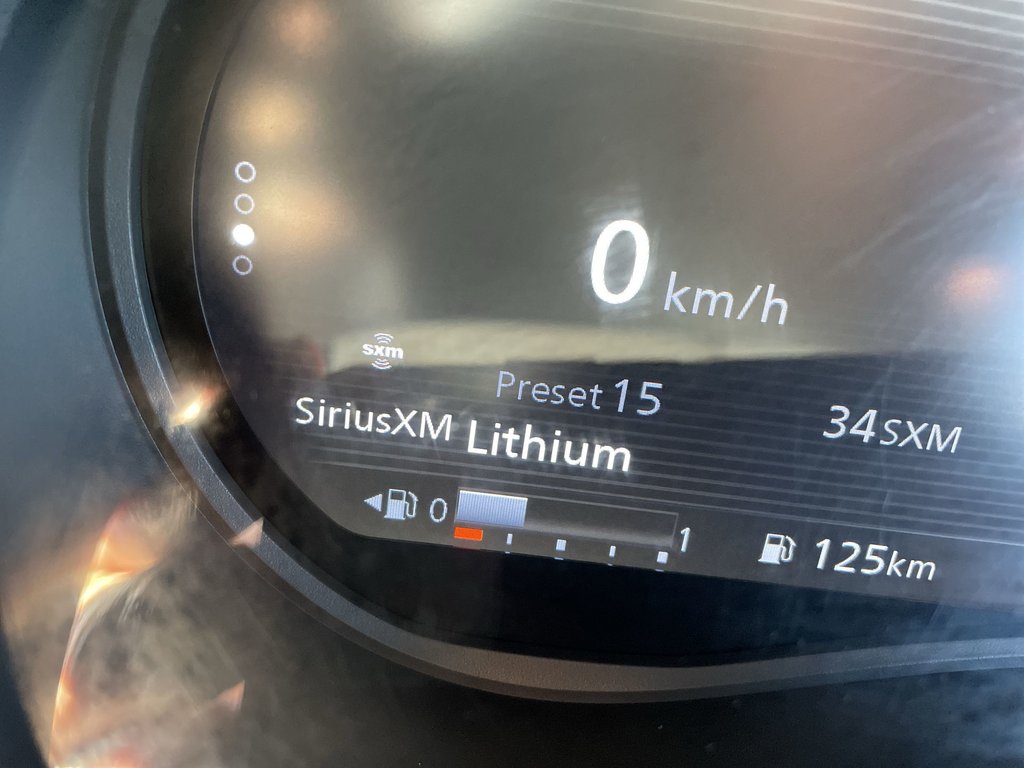 0 km/h
sxm
Preset 15
SiriusXM Lithium
34SXM
0 1
125km